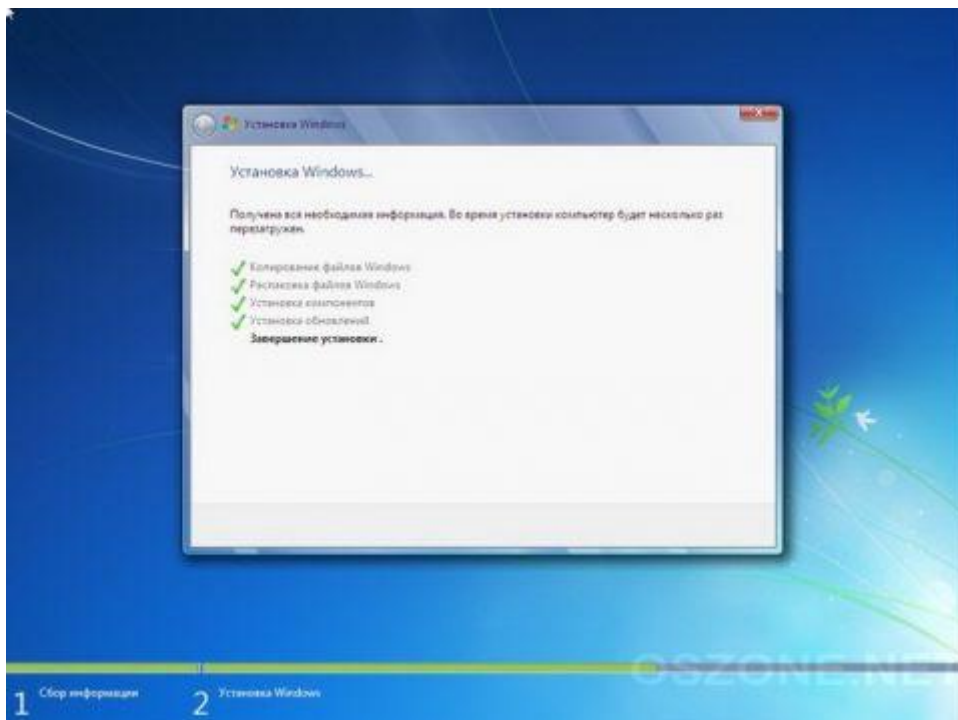 Установка Windows
Установка Windows...
Получена вся необходимая информация. Во время установки компьютер будет несколько раз
перезагружен.
Копирование файлов Windows
Распаковка файлов Windows
Установка компонентов
Установка обновлений
Завершение установки .
OSZONE.NET
1 Сбор информации
2 Установка Windows